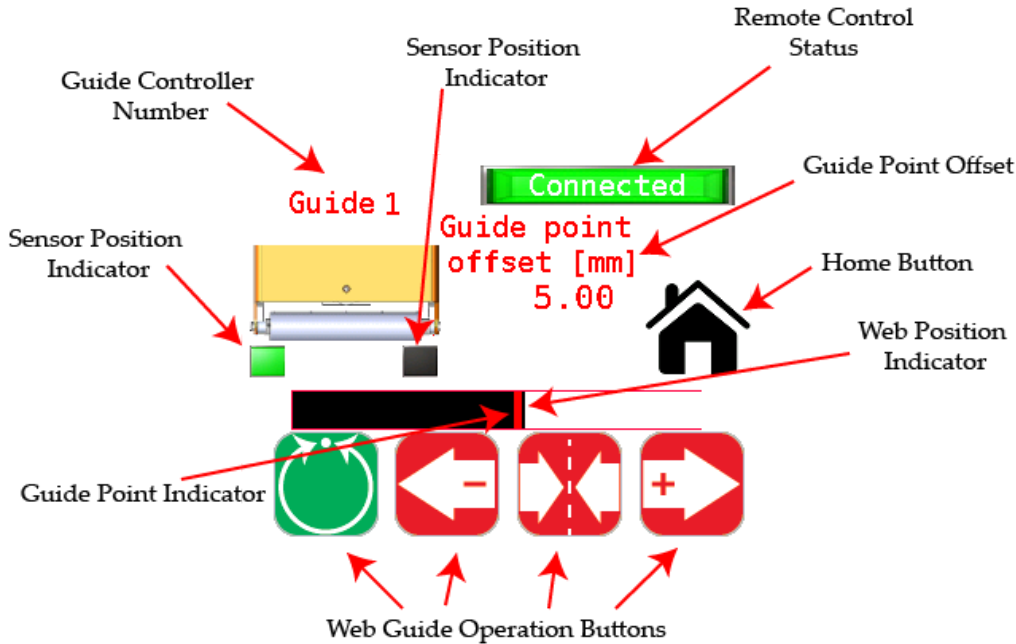 Remote Control
Status
Sensor Position
Indicator
Guide Controller
Number
Connected
Guide Point Offset
Guide 1
Guide point
offset [mm]
5.00
Sensor Position
Indicator
Home Button
Web Position
Indicator
Guide Point Indicator
-
+
Web Guide Operation Buttons